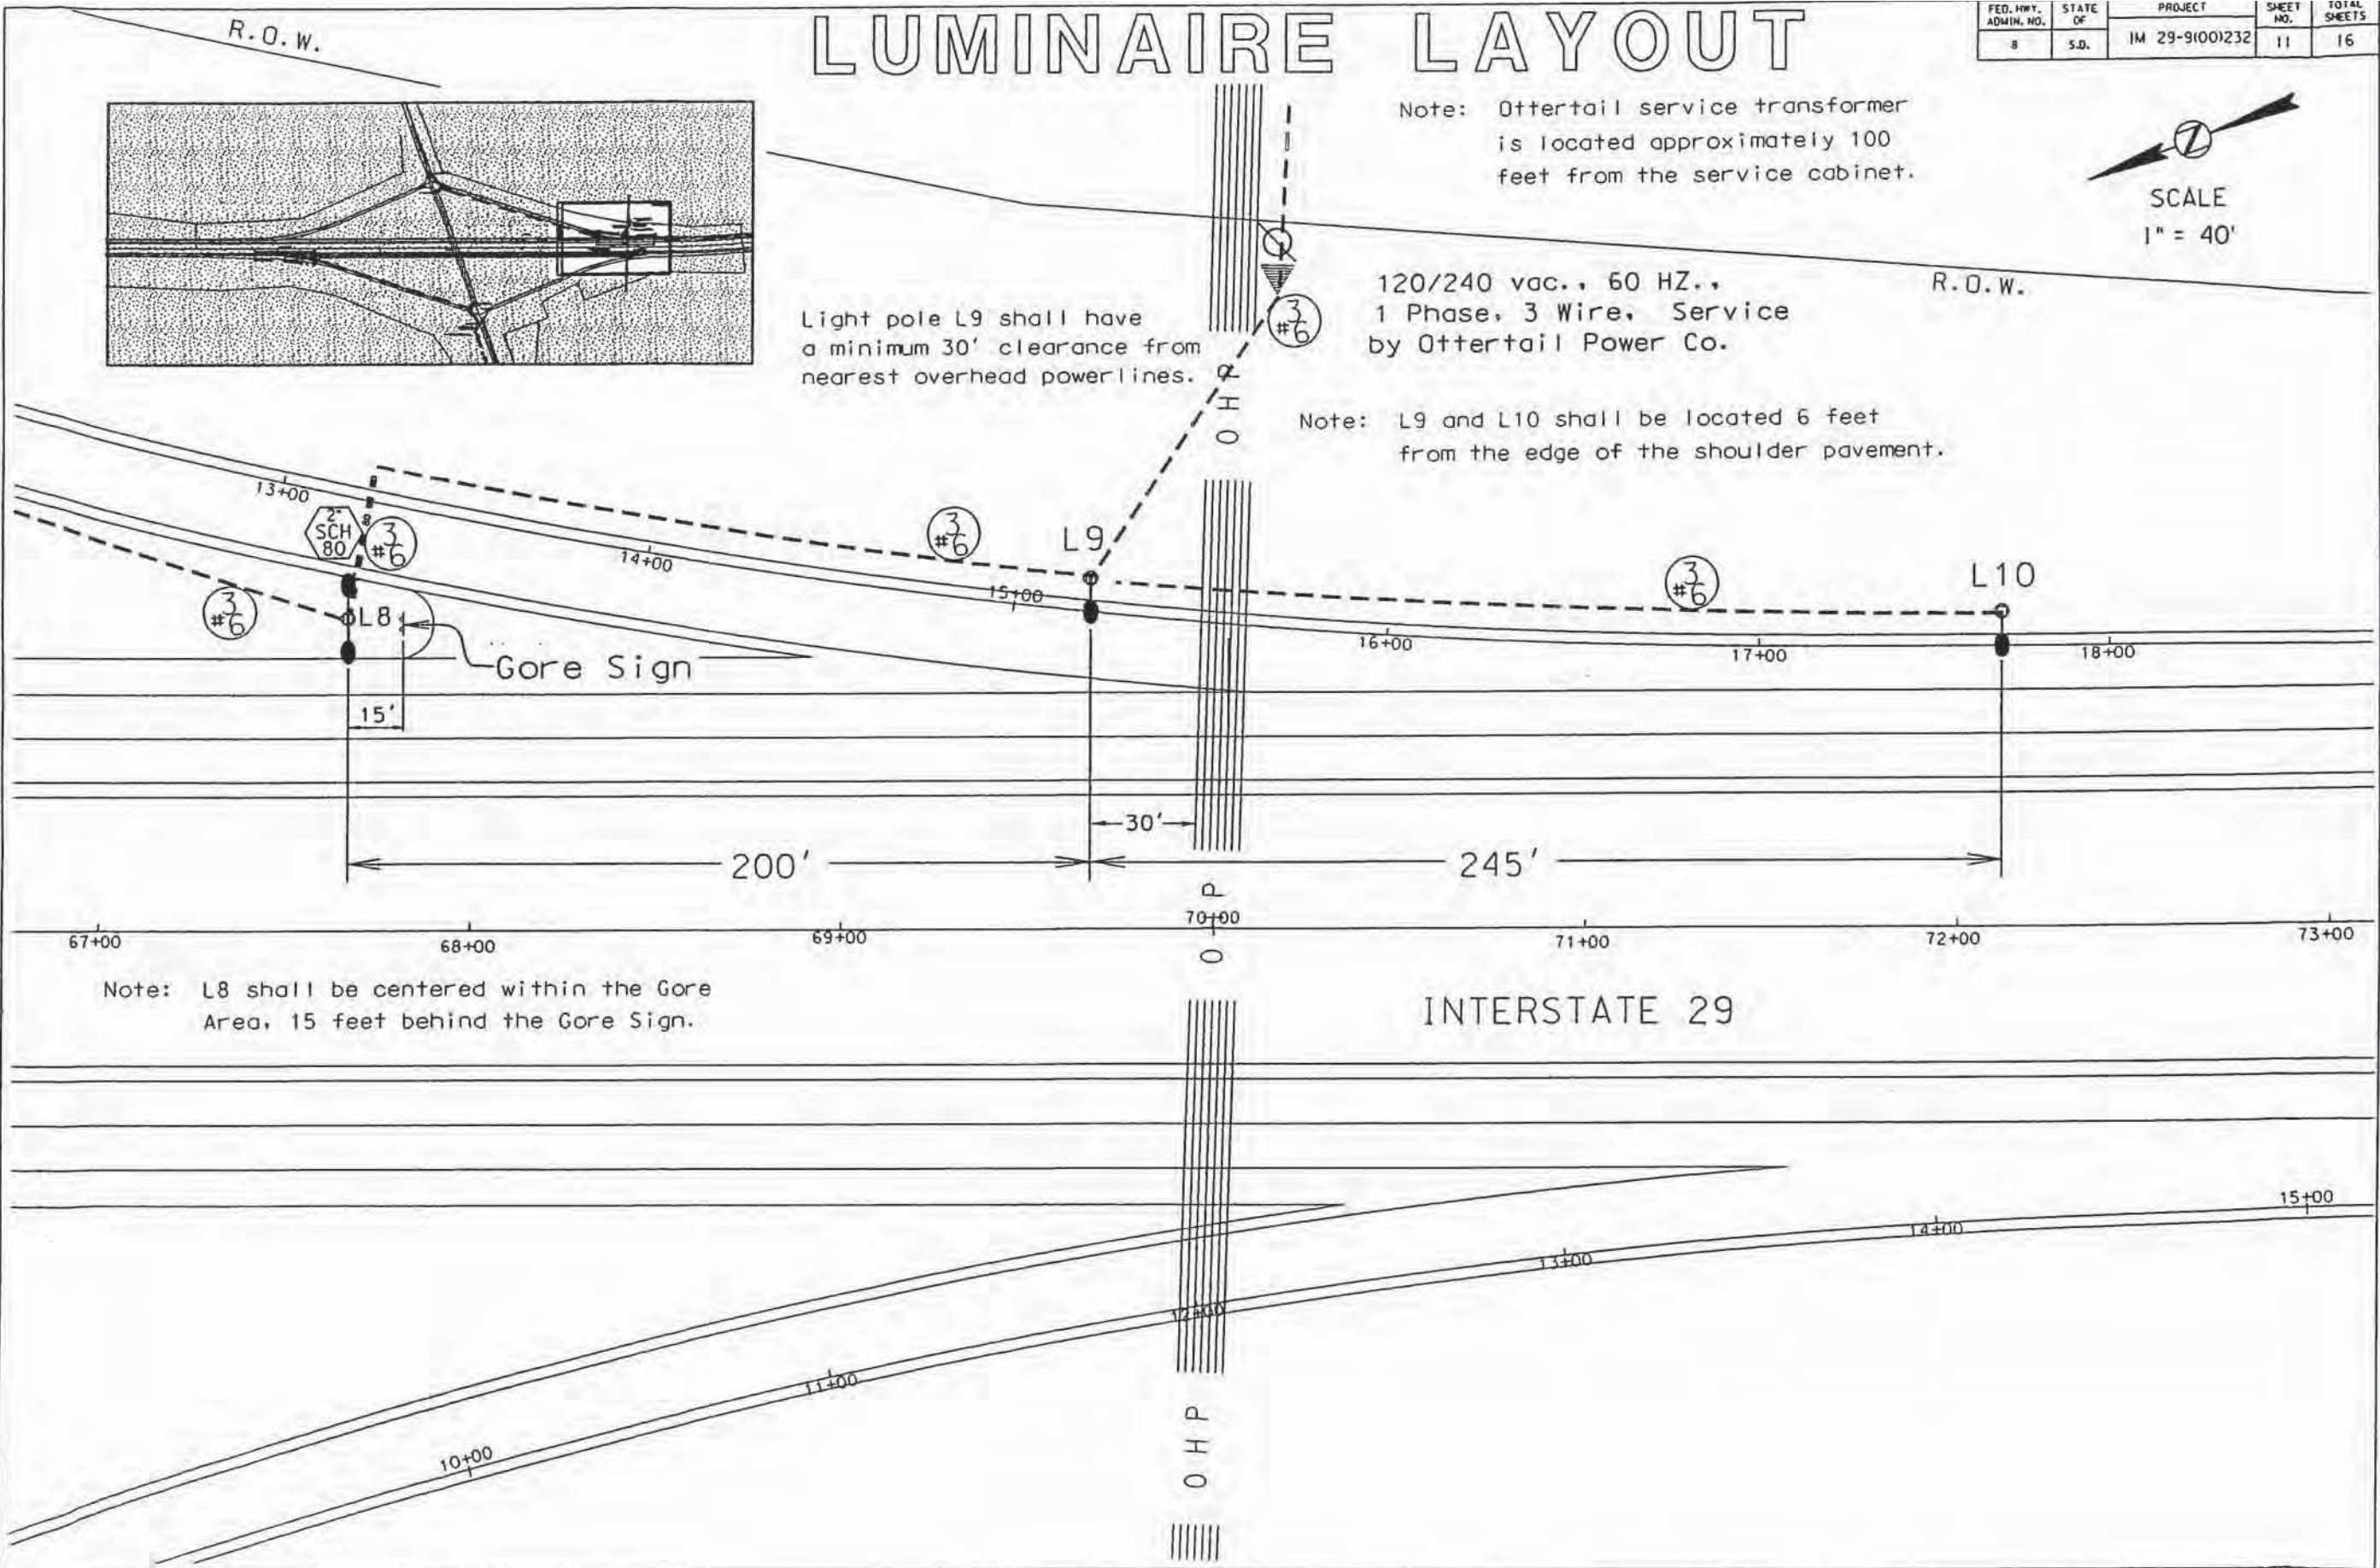 LUMINAIRE LAYOUT
FED. HWY. ADMIN. NO.
STATE OF
PROJECT
SHEET NO.
TOTAL SHEETS
8
S.D.
IM 29-9(00)232
11
16
R.O.W.
Note: Ottertail service transformer
is located approximately 100
feet from the service cabinet.
SCALE
1" = 40'
120/240 vac., 60 HZ.,
1 Phase, 3 Wire, Service
by Ottertail Power Co.
R.O.W.
Light pole L9 shall have
a minimum 30' clearance from
nearest overhead powerlines.
3
#6
OHP
Note: L9 and L10 shall be located 6 feet
from the edge of the shoulder pavement.
13+00
2"
SCH
80
3
#6
14+00
3
#6
L9
15+00
3
#6
L10
3
#6
L8
Gore Sign
16+00
17+00
18+00
15'
30'
200'
245'
67+00
68+00
69+00
70+00
71+00
72+00
73+00
O P
Note: L8 shall be centered within the Gore
Area, 15 feet behind the Gore Sign.
INTERSTATE 29
10+00
11+00
12+00
13+00
14+00
15+00
OHP